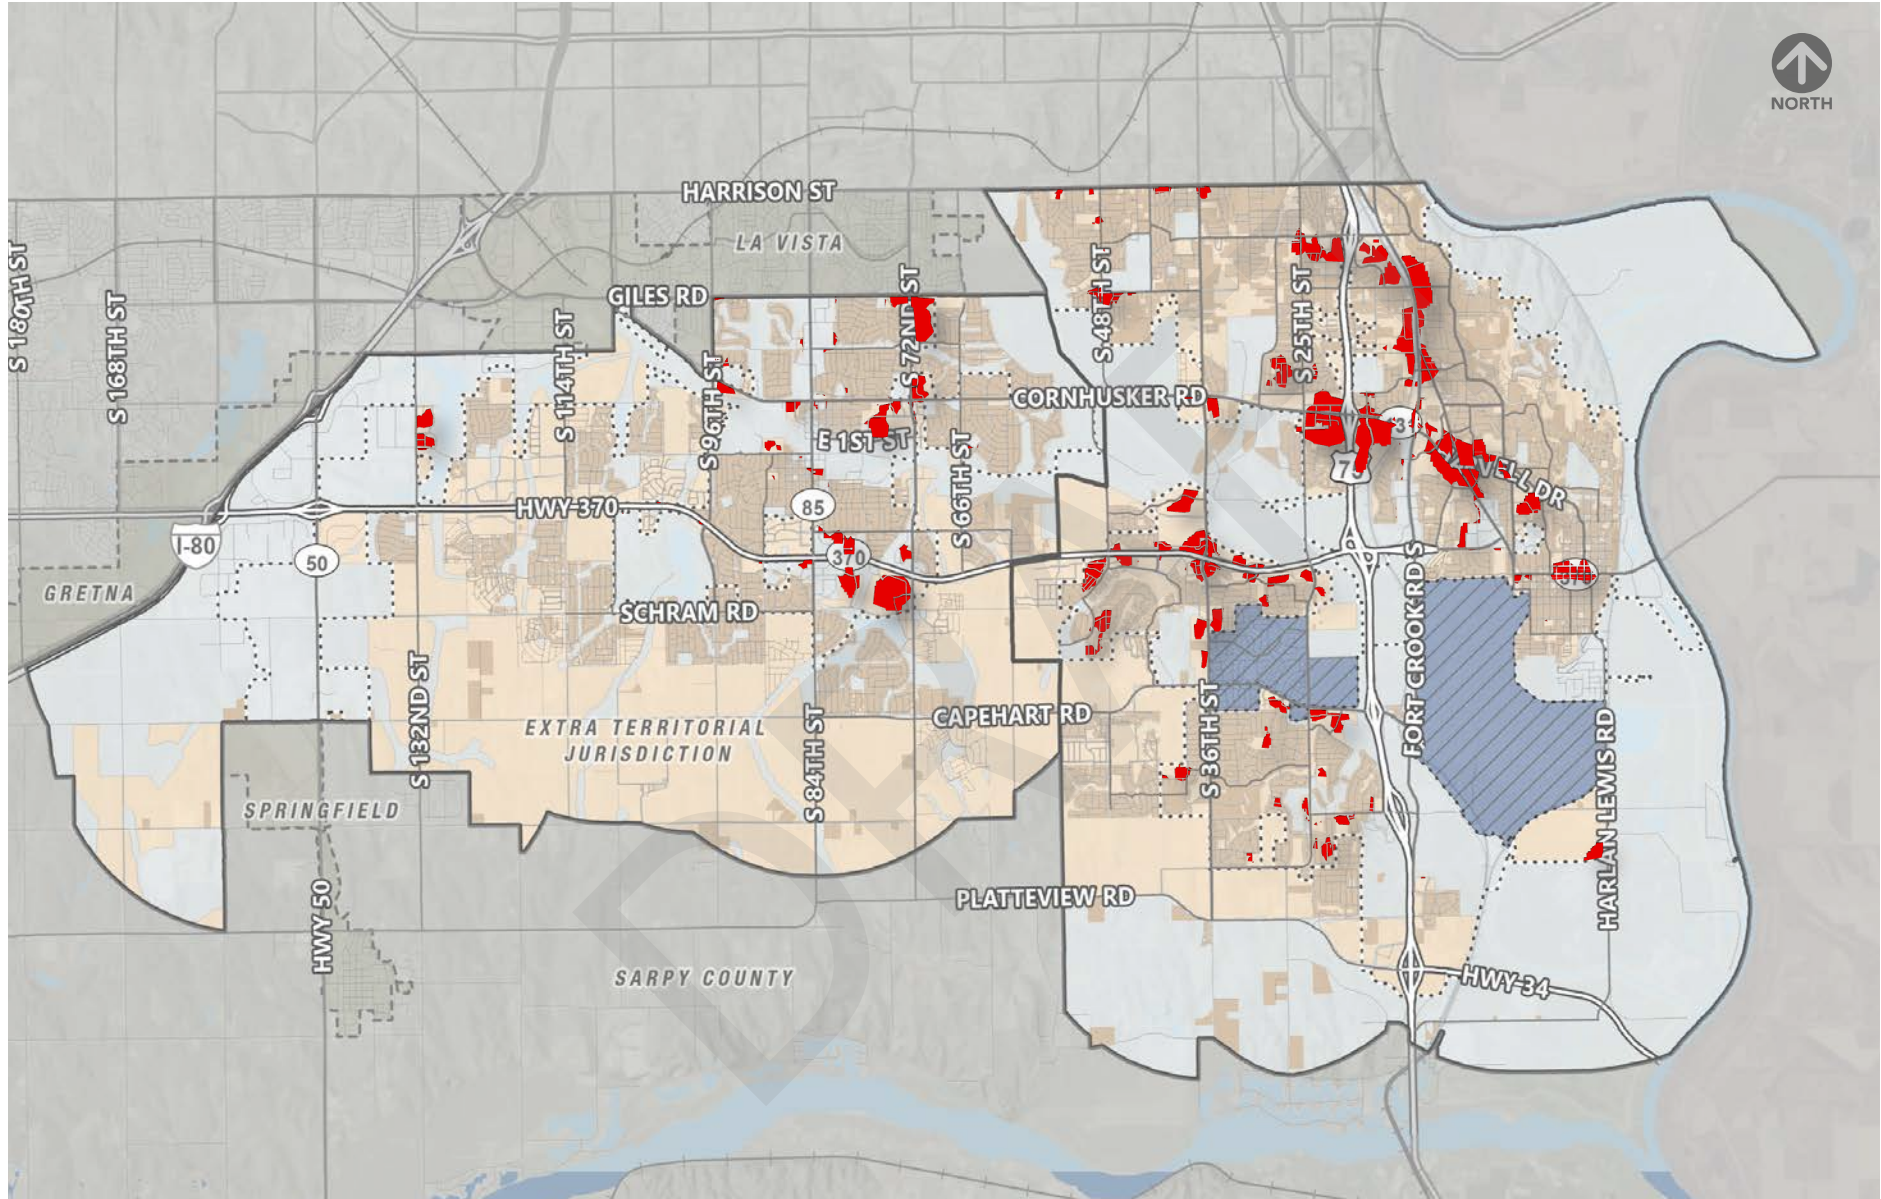 NORTH
HARRISON ST
LA VISTA
S 180TH ST
S 168TH ST
GILES RD
S 114TH ST
S 96TH ST
S 72ND ST
S 48TH ST
S 25TH ST
CORNHUSKER RD
E 1ST ST
S 66TH ST
HWY 370
85
I-80
50
370
GRETNA
SCHRAM RD
S 132ND ST
EXTRA TERRITORIAL
JURISDICTION
S 84TH ST
CAPEHART RD
S 36TH ST
FORT CROOK RD S
HARLAN LEWIS RD
SPRINGFIELD
HWY 50
PLATTEVIEW RD
SARPY COUNTY
HWY 34
DRAFT